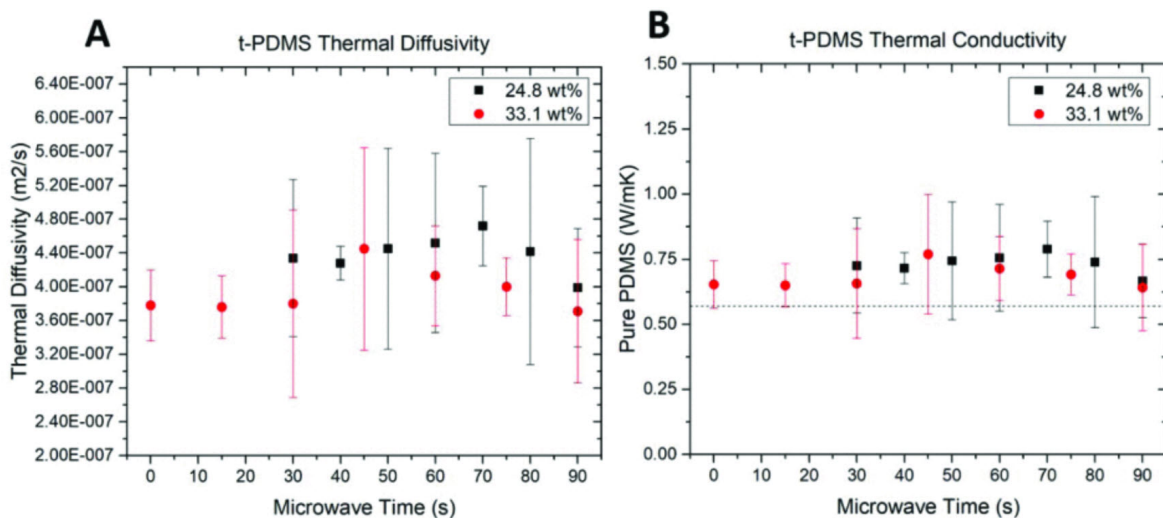 A
t-PDMS Thermal Diffusivity
24.8 wt%
33.1 wt%
Thermal Diffusivity (m2/s)
6.40E-007
6.00E-007
5.60E-007
5.20E-007
4.80E-007
4.40E-007
4.00E-007
3.60E-007
3.20E-007
2.80E-007
2.40E-007
2.00E-007
0 10 20 30 40 50 60 70 80 90
Microwave Time (s)
B
t-PDMS Thermal Conductivity
24.8 wt%
33.1 wt%
Pure PDMS (W/mK)
1.50
1.25
1.00
0.75
0.50
0.25
0.00
0 10 20 30 40 50 60 70 80 90
Microwave Time (s)